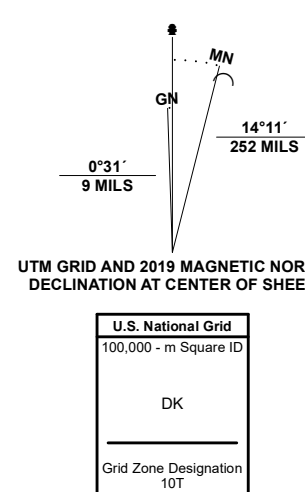 MN
GN
14°11´
252 MILS
0°31´
9 MILS
UTM GRID AND 2019 MAGNETIC NOR
DECLINATION AT CENTER OF SHEE
U.S. National Grid
100,000 - m Square ID
DK
Grid Zone Designation
10T